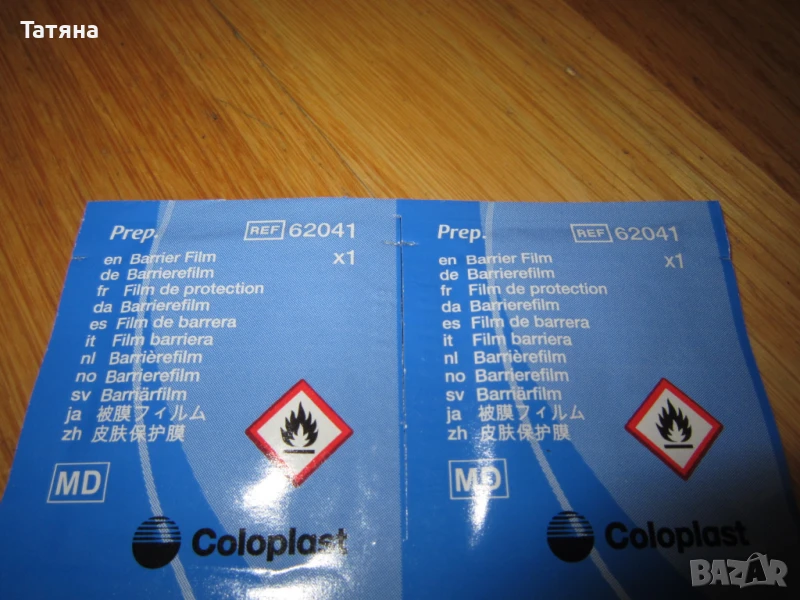 Татяна
Prep.
REF 62041
x1
en Barrier Film
de Barrierefilm
fr Film de protection
da Barrierefilm
es Film de barrera
it Film barriera
nl Barrièrefilm
no Barrierefilm
sv Barriärfilm
ja 被膜フィルム
zh 皮肤保护膜
MD
Coloplast
Prep.
REF 62041
x1
en Barrier Film
de Barrierefilm
fr Film de protection
da Barrierefilm
es Film de barrera
it Film barriera
nl Barrièrefilm
no Barrierefilm
sv Barriärfilm
ja 被膜フィルム
zh 皮肤保护膜
MD
Coloplast
BAZAR